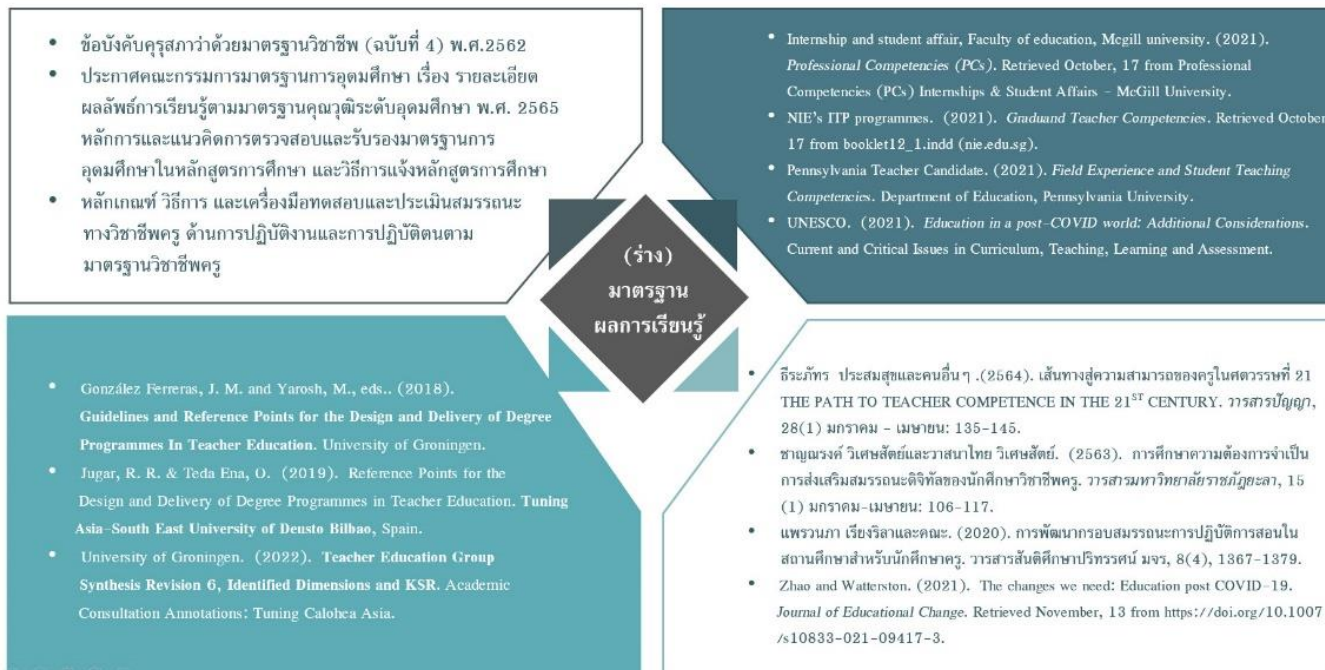 • ข้อบังคับคุรุสภาว่าด้วยมาตรฐานวิชาชีพ (ฉบับที่ 4) พ.ศ.2562
• ประกาศคณะกรรมการมาตรฐานการอุดมศึกษา เรื่อง รายละเอียด
ผลลัพธ์การเรียนรู้ตามมาตรฐานคุณวุฒิระดับอุดมศึกษา พ.ศ. 2565
หลักการและแนวคิดการตรวจสอบและรับรองมาตรฐานการ
อุดมศึกษาในหลักสูตรการศึกษา และวิธีการแจ้งหลักสูตรการศึกษา
• หลักเกณฑ์ วิธีการ และเครื่องมือทดสอบและประเมินสมรรถนะ
ทางวิชาชีพครู ด้านการปฏิบัติงานและการปฏิบัติตนตาม
มาตรฐานวิชาชีพครู
• Internship and student affair, Faculty of education, Mcgill university. (2021).
Professional Competencies (PCs). Retrieved October, 17 from Professional
Competencies (PCs) Internships & Student Affairs – McGill University.
• NIE's ITP programmes. (2021). Graduand Teacher Competencies. Retrieved October
17 from booklet12_1.indd (nie.edu.sg).
• Pennsylvania Teacher Candidate. (2021). Field Experience and Student Teaching
Competencies. Department of Education, Pennsylvania University.
• UNESCO. (2021). Education in a post-COVID world: Additional Considerations.
Current and Critical Issues in Curriculum, Teaching, Learning and Assessment.
(ร่าง)
มาตรฐาน
ผลการเรียนรู้
• González Ferreras, J. M. and Yarosh, M., eds.. (2018).
Guidelines and Reference Points for the Design and Delivery of Degree
Programmes In Teacher Education. University of Groningen.
• Jugar, R. R. & Teda Ena, O. (2019). Reference Points for the
Design and Delivery of Degree Programmes in Teacher Education. Tuning
Asia-South East University of Deusto Bilbao, Spain.
• University of Groningen. (2022). Teacher Education Group
Synthesis Revision 6, Identified Dimensions and KSR. Academic
Consultation Annotations: Tuning Calohea Asia.
• ธีระภัทร ประสมสุขและคนอื่นๆ .(2564). เส้นทางสู่ความสามารถของครูในศตวรรษที่ 21
THE PATH TO TEACHER COMPETENCE IN THE 21ST CENTURY. วารสารปัญญา,
28(1) มกราคม – เมษายน: 135-145.
• ชาญณรงค์ วิเศษสัตย์และวาสนาไทย วิเศษสัตย์. (2563). การศึกษาความต้องการจำเป็น
การส่งเสริมสมรรถนะดิจิทัลของนักศึกษาวิชาชีพครู. วารสารมหาวิทยาลัยราชภัฏยะลา, 15
(1) มกราคม-เมษายน: 106-117.
• แพรวนภา เรียงริลาและคณะ. (2020). การพัฒนากรอบสมรรถนะการปฏิบัติการสอนใน
สถานศึกษาสำหรับนักศึกษาครู. วารสารสันติศึกษาปริทรรศน์ มจร, 8(4), 1367-1379.
• Zhao and Watterston. (2021). The changes we need: Education post COVID-19.
Journal of Educational Change. Retrieved November, 13 from https://doi.org/10.1007
/s10833-021-09417-3.